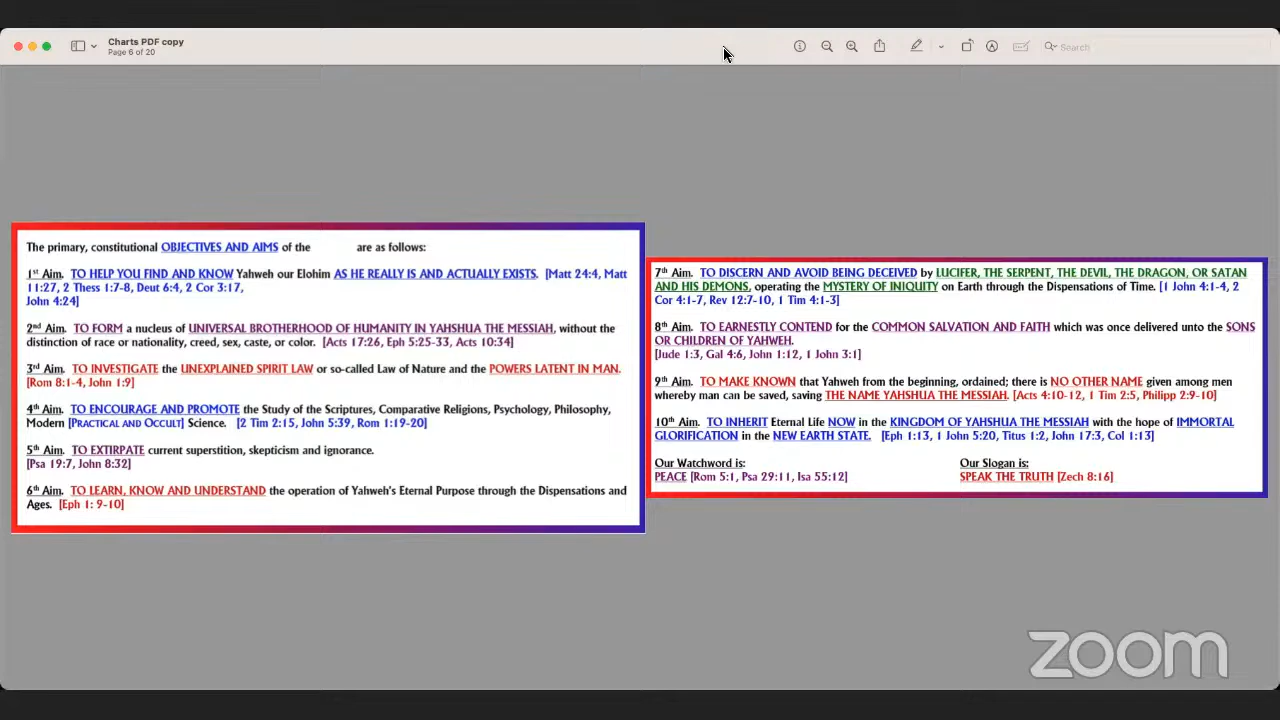 Charts PDF copy
Page 6 of 20
Search
The primary, constitutional OBJECTIVES AND AIMS of the are as follows:
1st Aim. TO HELP YOU FIND AND KNOW Yahweh our Elohim AS HE REALLY IS AND ACTUALLY EXISTS. [Matt 24:4, Matt
11:27, 2 Thess 1:7-8, Deut 6:4, 2 Cor 3:17,
John 4:24]
2nd Aim. TO FORM a nucleus of UNIVERSAL BROTHERHOOD OF HUMANITY IN YAHSHUA THE MESSIAH, without the
distinction of race or nationality, creed, sex, caste, or color. [Acts 17:26, Eph 5:25-33, Acts 10:34]
3rd Aim. TO INVESTIGATE the UNEXPLAINED SPIRIT LAW or so-called Law of Nature and the POWERS LATENT IN MAN.
[Rom 8:1-4, John 1:9]
4th Aim. TO ENCOURAGE AND PROMOTE the Study of the Scriptures, Comparative Religions, Psychology, Philosophy,
Modern [PRACTICAL AND OCCULT] Science. [2 Tim 2:15, John 5:39, Rom 1:19-20]
5th Aim. TO EXTIRPATE current superstition, skepticism and ignorance.
[Psa 19:7, John 8:32]
6th Aim. TO LEARN, KNOW AND UNDERSTAND the operation of Yahweh's Eternal Purpose through the Dispensations and
Ages. [Eph 1: 9-10]
7th Aim. TO DISCERN AND AVOID BEING DECEIVED by LUCIFER, THE SERPENT, THE DEVIL, THE DRAGON, OR SATAN
AND HIS DEMONS, operating the MYSTERY OF INIQUITY on Earth through the Dispensations of Time. [1 John 4:1-4, 2
Cor 4:1-7, Rev 12:7-10, 1 Tim 4:1-3]
8th Aim. TO EARNESTLY CONTEND for the COMMON SALVATION AND FAITH which was once delivered unto the SONS
OR CHILDREN OF YAHWEH.
[Jude 1:3, Gal 4:6, John 1:12, 1 John 3:1]
9th Aim. TO MAKE KNOWN that Yahweh from the beginning, ordained; there is NO OTHER NAME given among men
whereby man can be saved, saving THE NAME YAHSHUA THE MESSIAH. [Acts 4:10-12, 1 Tim 2:5, Philipp 2:9-10]
10th Aim. TO INHERIT Eternal Life NOW in the KINGDOM OF YAHSHUA THE MESSIAH with the hope of IMMORTAL
GLORIFICATION in the NEW EARTH STATE. [Eph 1:13, 1 John 5:20, Titus 1:2, John 17:3, Col 1:13]
Our Watchword is:
PEACE [Rom 5:1, Psa 29:11, Isa 55:12]
Our Slogan is:
SPEAK THE TRUTH [Zech 8:16]
zoom